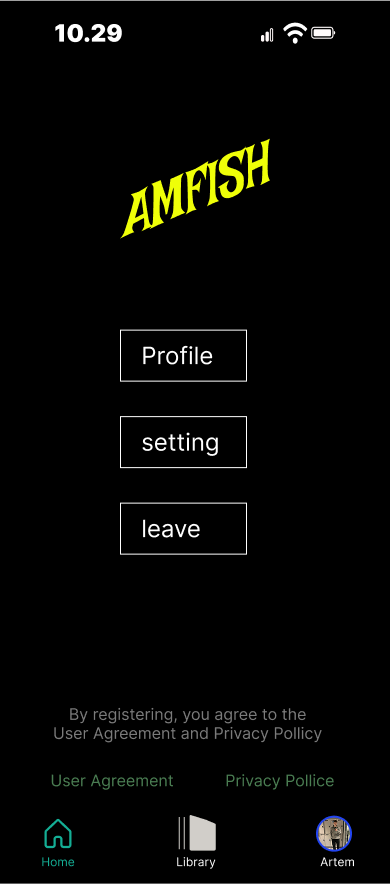 10.29
AMFISH
Profile
setting
leave
By registering, you agree to the
User Agreement and Privacy Pollicy
User Agreement
Privacy Pollice
Home
Library
Artem